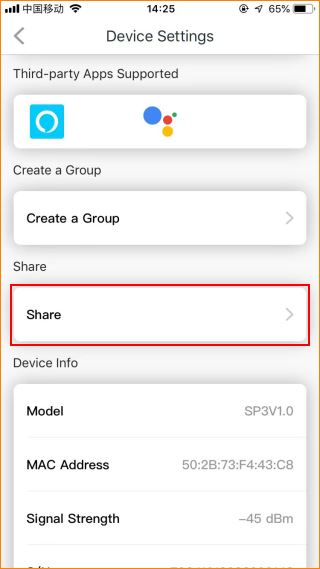 中国移动 14:25 65%
Device Settings
Third-party Apps Supported
Create a Group
Create a Group
Share
Share
Device Info
Model SP3V1.0
MAC Address 50:2B:73:F4:43:C8
Signal Strength -45 dBm